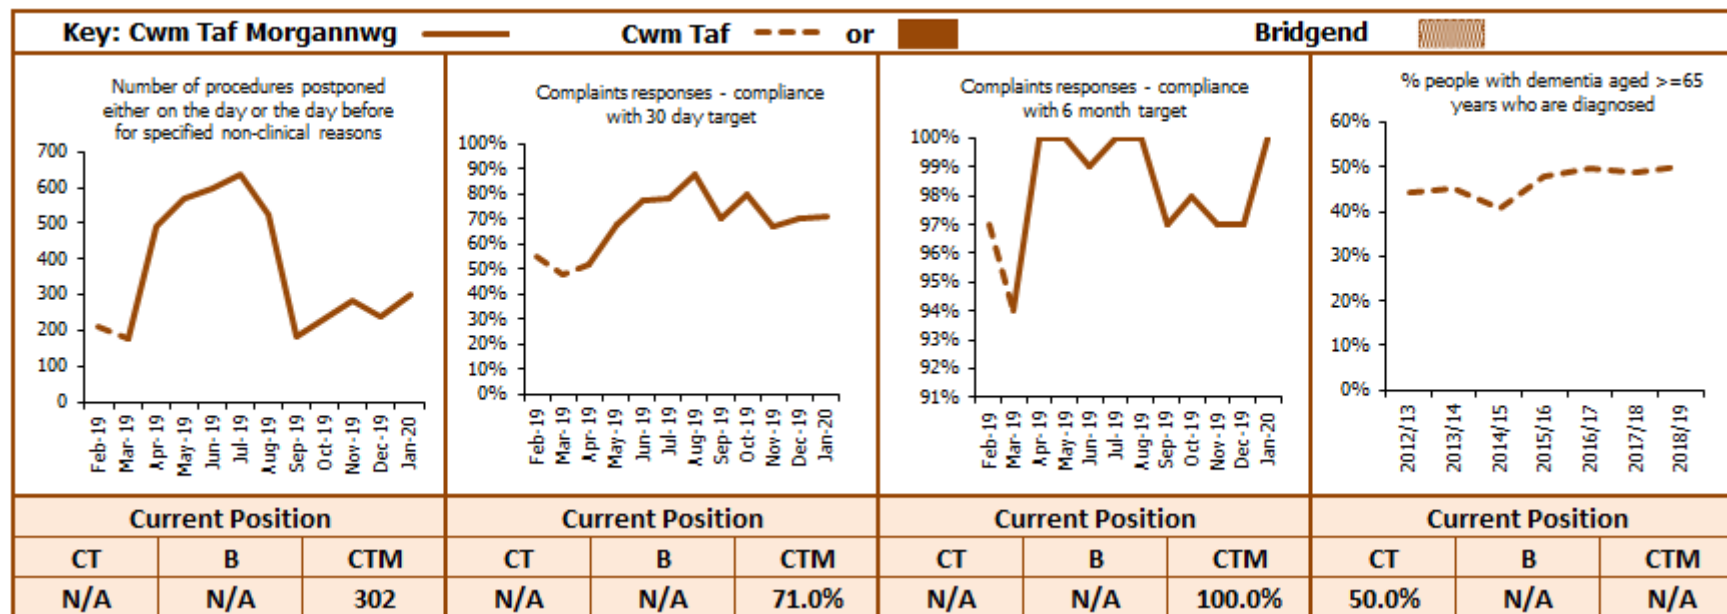 Key: Cwm Taf Morgannwg Cwm Taf or Bridgend
Number of procedures postponed
either on the day or the day before
for specified non-clinical reasons
700
600
500
400
300
200
100
0
Feb-19
Mar-19
Apr-19
May-19
Jun-19
Jul-19
Aug-19
Sep-19
Oct-19
Nov-19
Dec-19
Jan-20
Complaints responses - compliance
with 30 day target
100%
90%
80%
70%
60%
50%
40%
30%
20%
10%
0%
Feb-19
Mar-19
Apr-19
May-19
Jun-19
Jul-19
Aug-19
Sep-19
Oct-19
Nov-19
Dec-19
Jan-20
Complaints responses - compliance
with 6 month target
100%
99%
98%
97%
96%
95%
94%
93%
92%
91%
Feb-19
Mar-19
Apr-19
May-19
Jun-19
Jul-19
Aug-19
Sep-19
Oct-19
Nov-19
Dec-19
Jan-20
% people with dementia aged >=65
years who are diagnosed
60%
50%
40%
30%
20%
10%
0%
2012/13
2013/14
2014/15
2015/16
2016/17
2017/18
2018/19
Current Position Current Position Current Position Current Position
CT B CTM CT B CTM CT B CTM CT B CTM
N/A N/A 302 N/A N/A 71.0% N/A N/A 100.0% 50.0% N/A N/A